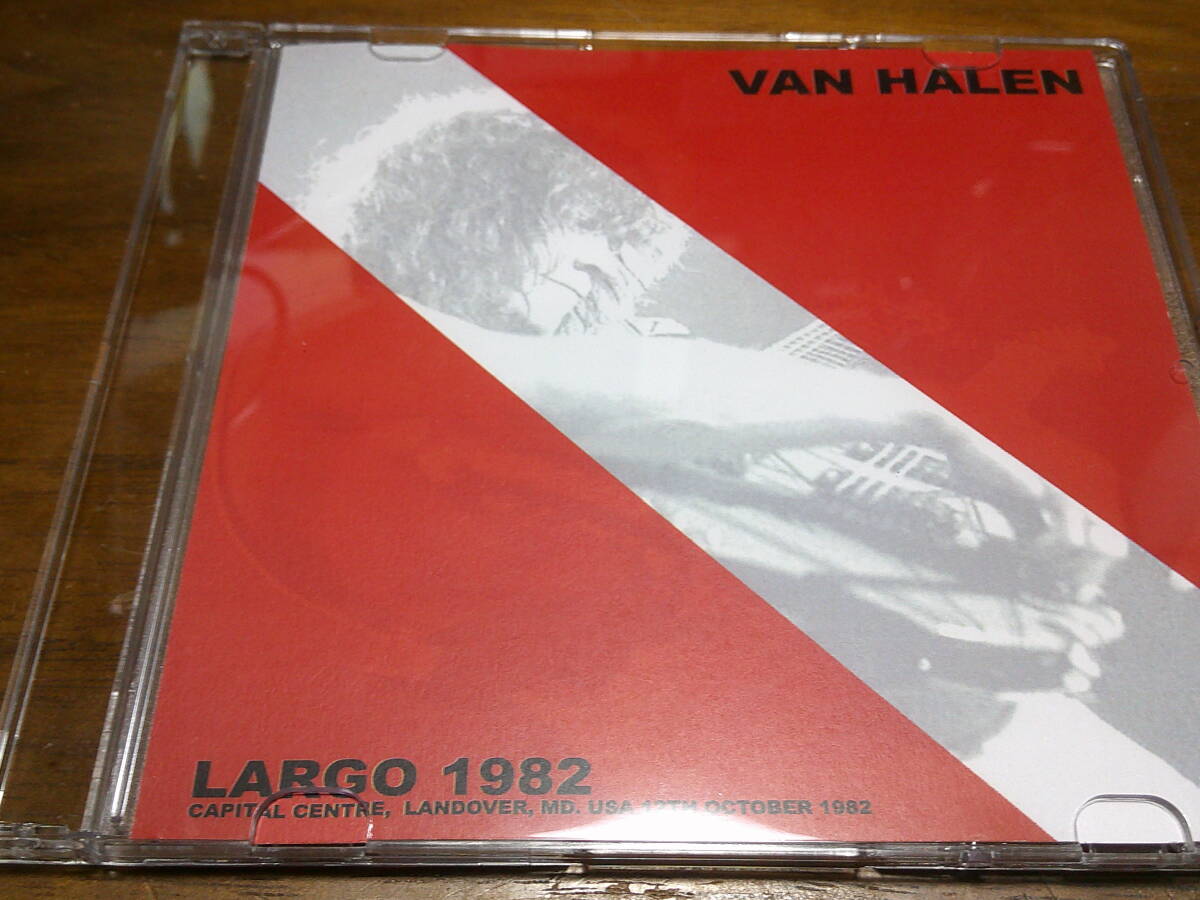 VAN HALEN
LARGO 1982
CAPITAL CENTRE, LANDOVER, MD. USA 12TH OCTOBER 1982